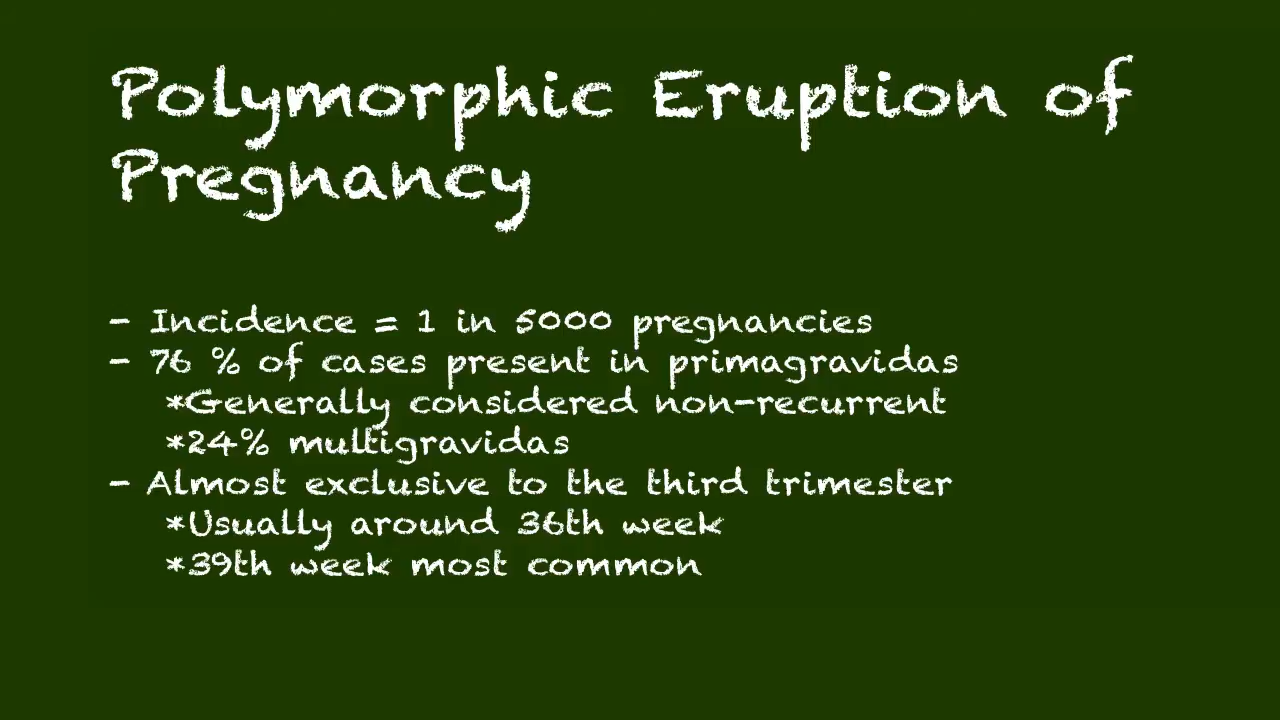 Polymorphic Eruption of
Pregnancy
- Incidence = 1 in 5000 pregnancies
- 76 % of cases present in primagravidas
*Generally considered non-recurrent
*24% multigravidas
- Almost exclusive to the third trimester
*Usually around 36th week
*39th week most common